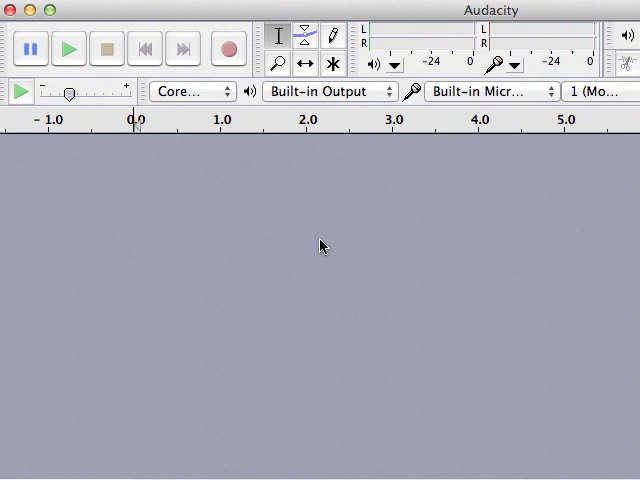 Audacity
L
R
-24 0
L
R
-24 0
- +
Core...
Built-in Output
Built-in Micr...
1 (Mo...
- 1.0 0.0 1.0 2.0 3.0 4.0 5.0